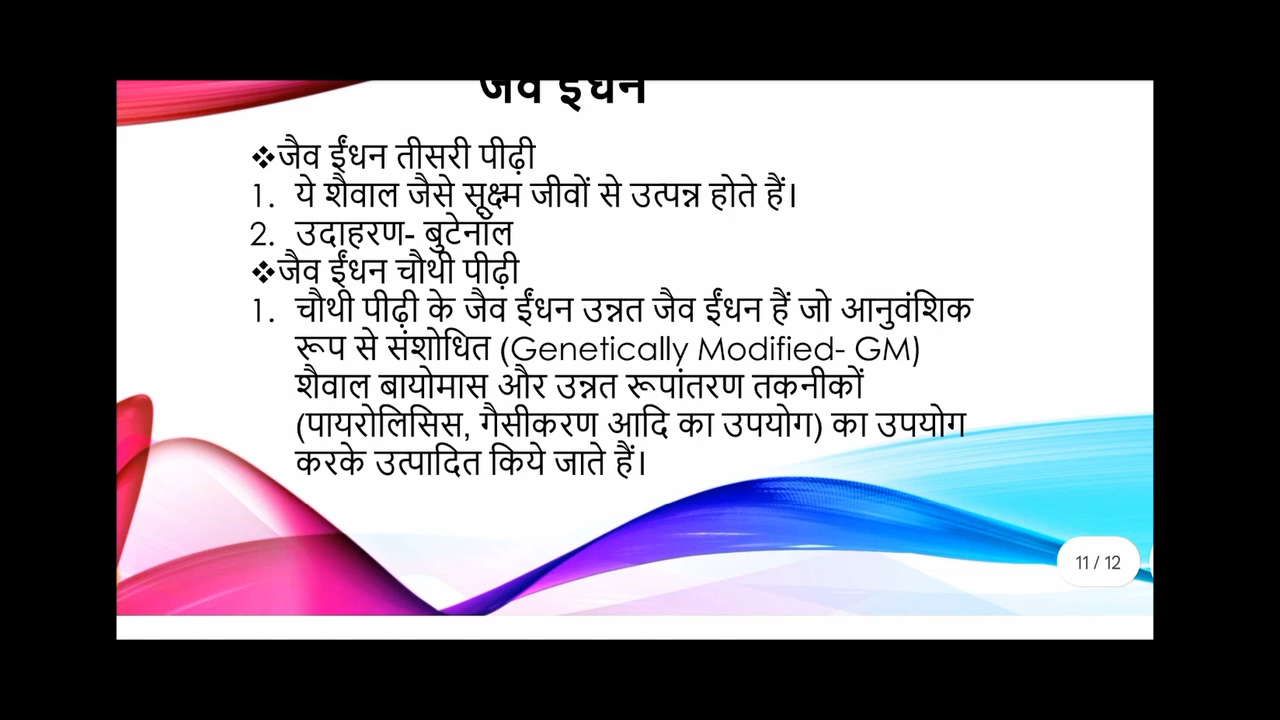 जैव ईंधन
❖जैव ईंधन तीसरी पीढ़ी
1. ये शैवाल जैसे सूक्ष्म जीवों से उत्पन्न होते हैं।
2. उदाहरण- बुटेनॉल
❖जैव ईंधन चौथी पीढ़ी
1. चौथी पीढ़ी के जैव ईंधन उन्नत जैव ईंधन हैं जो आनुवंशिक
रूप से संशोधित (Genetically Modified- GM)
शैवाल बायोमास और उन्नत रूपांतरण तकनीकों
(पायरोलिसिस, गैसीकरण आदि का उपयोग) का उपयोग
करके उत्पादित किये जाते हैं।
11 / 12